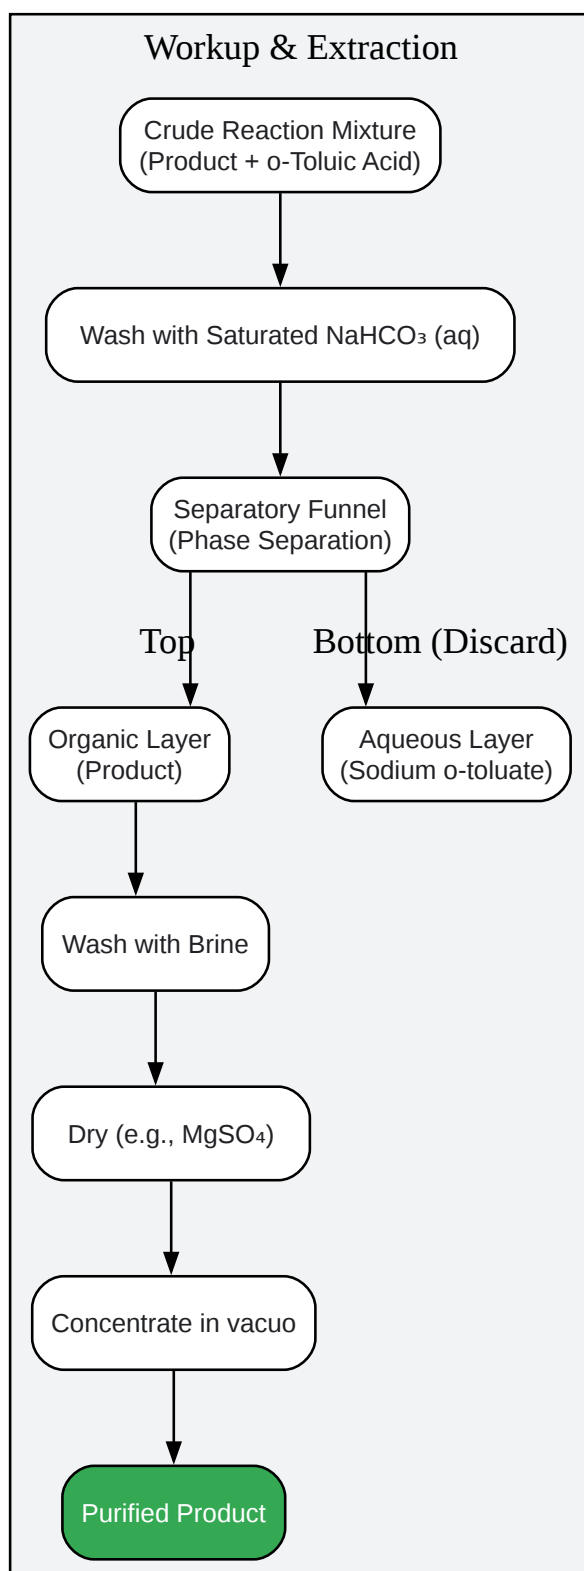 Workup & Extraction
Crude Reaction Mixture
(Product + o-Toluic Acid)
Wash with Saturated NaHCO₃ (aq)
Separatory Funnel
(Phase Separation)
Top
Bottom (Discard)
Organic Layer
(Product)
Aqueous Layer
(Sodium o-toluate)
Wash with Brine
Dry (e.g., MgSO₄)
Concentrate in vacuo
Purified Product